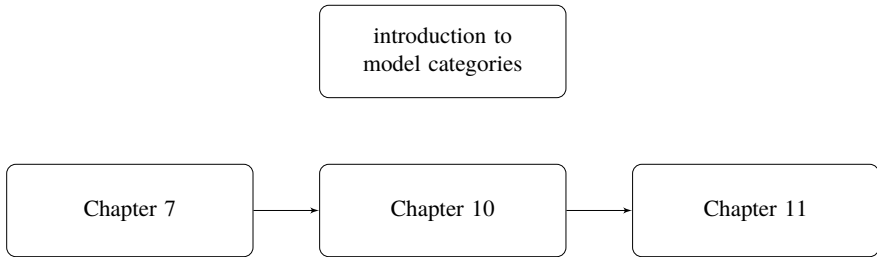 introduction to
model categories
Chapter 7
Chapter 10
Chapter 11